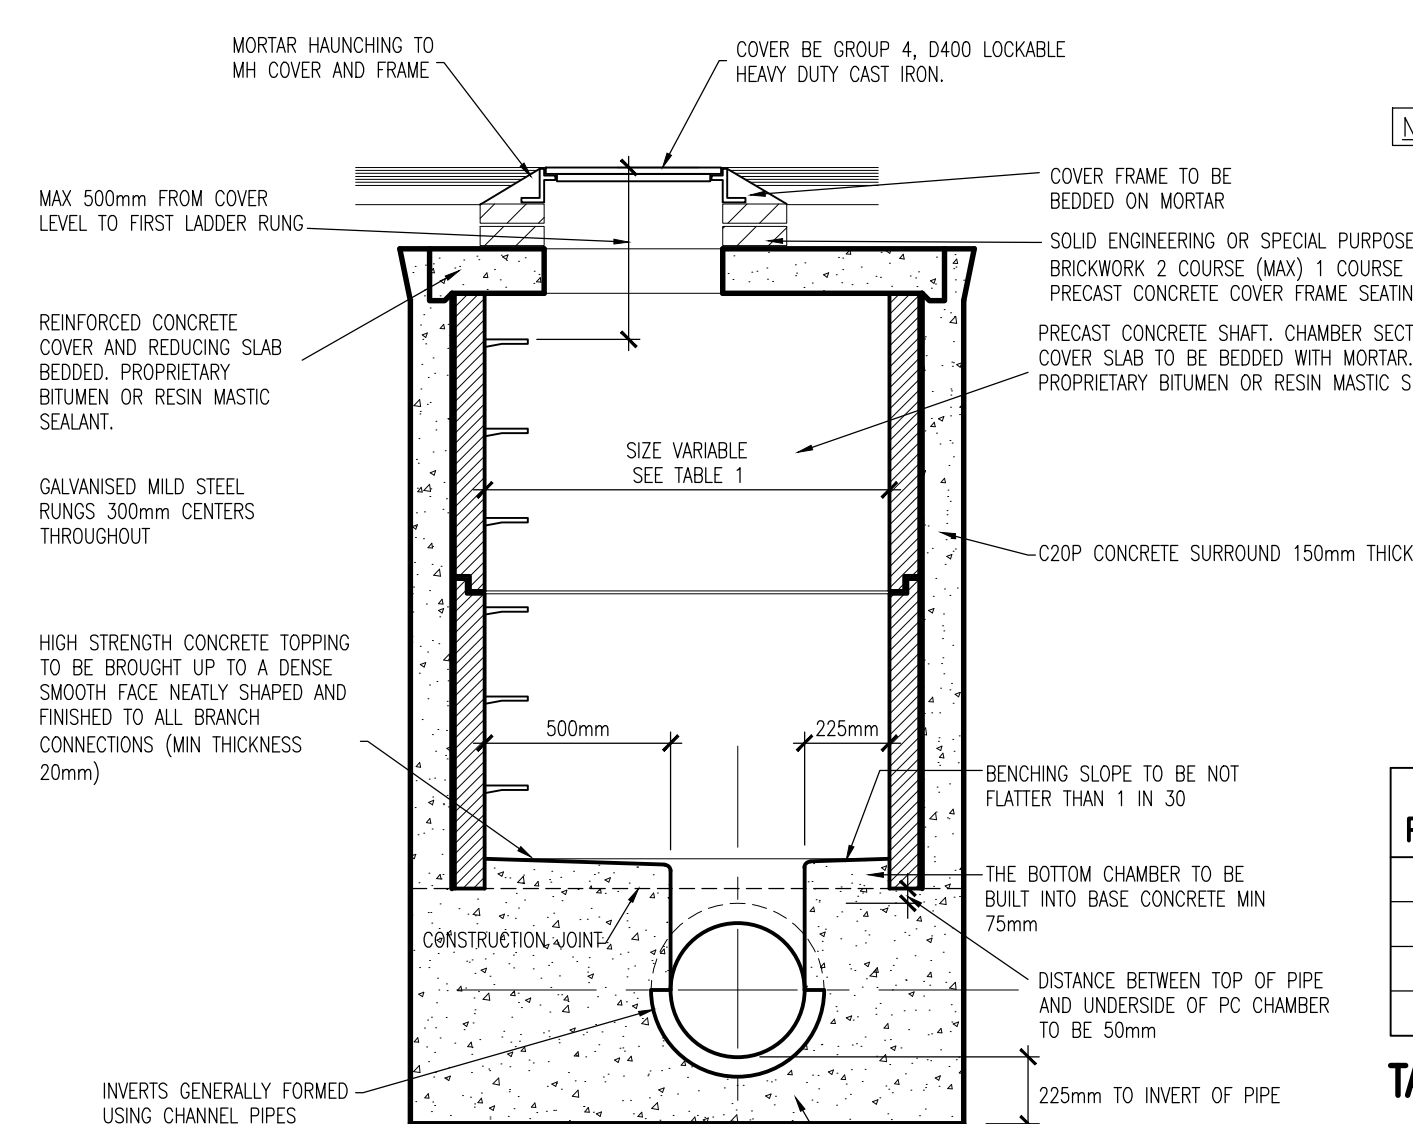 MORTAR HAUNCHING TO
MH COVER AND FRAME
COVER BE GROUP 4, D400 LOCKABLE
HEAVY DUTY CAST IRON.
MAX 500mm FROM COVER
LEVEL TO FIRST LADDER RUNG
COVER FRAME TO BE
BEDDED ON MORTAR
SOLID ENGINEERING OR SPECIAL PURPOSE
BRICKWORK 2 COURSE (MAX) 1 COURSE
PRECAST CONCRETE COVER FRAME SEATIN
REINFORCED CONCRETE
COVER AND REDUCING SLAB
BEDDED. PROPRIETARY
BITUMEN OR RESIN MASTIC
SEALANT.
PRECAST CONCRETE SHAFT. CHAMBER SECT
COVER SLAB TO BE BEDDED WITH MORTAR.
PROPRIETARY BITUMEN OR RESIN MASTIC S
SIZE VARIABLE
SEE TABLE 1
GALVANISED MILD STEEL
RUNGS 300mm CENTERS
THROUGHOUT
C20P CONCRETE SURROUND 150mm THICK
HIGH STRENGTH CONCRETE TOPPING
TO BE BROUGHT UP TO A DENSE
SMOOTH FACE NEATLY SHAPED AND
FINISHED TO ALL BRANCH
CONNECTIONS (MIN THICKNESS
20mm)
500mm
225mm
BENCHING SLOPE TO BE NOT
FLATTER THAN 1 IN 30
THE BOTTOM CHAMBER TO BE
BUILT INTO BASE CONCRETE MIN
75mm
CONSTRUCTION JOINT
DISTANCE BETWEEN TOP OF PIPE
AND UNDERSIDE OF PC CHAMBER
TO BE 50mm
INVERTS GENERALLY FORMED
USING CHANNEL PIPES
225mm TO INVERT OF PIPE